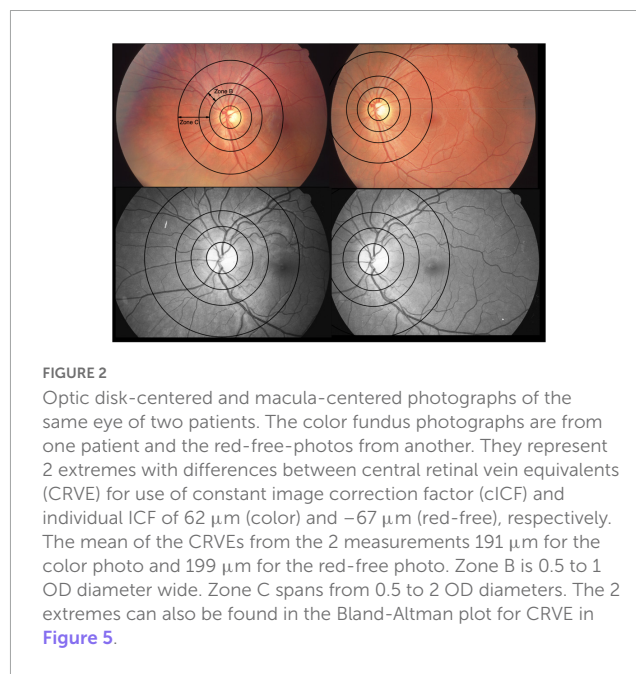 Zone B
Zone C
FIGURE 2
Optic disk-centered and macula-centered photographs of the
same eye of two patients. The color fundus photographs are from
one patient and the red-free-photos from another. They represent
2 extremes with differences between central retinal vein equivalents
(CRVE) for use of constant image correction factor (cICF) and
individual ICF of 62 μm (color) and −67 μm (red-free), respectively.
The mean of the CRVEs from the 2 measurements 191 μm for the
color photo and 199 μm for the red-free photo. Zone B is 0.5 to 1
OD diameter wide. Zone C spans from 0.5 to 2 OD diameters. The 2
extremes can also be found in the Bland-Altman plot for CRVE in
Figure 5.